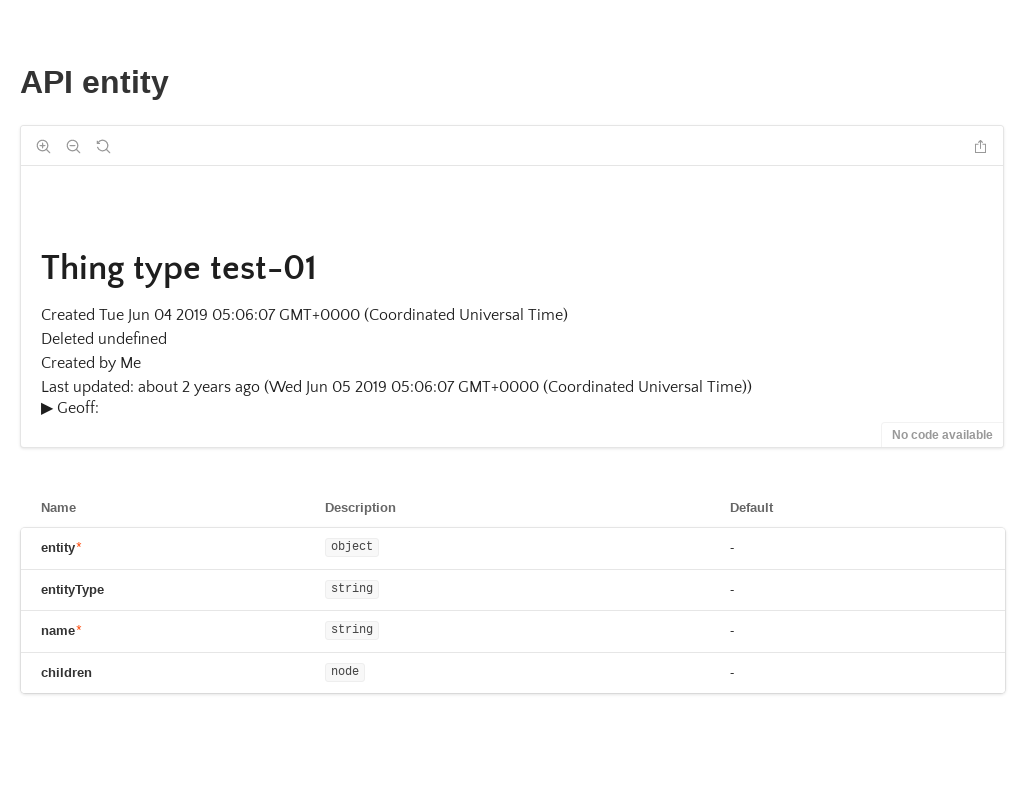 API entity
Thing type test-01
Created Tue Jun 04 2019 05:06:07 GMT+0000 (Coordinated Universal Time)
Deleted undefined
Created by Me
Last updated: about 2 years ago (Wed Jun 05 2019 05:06:07 GMT+0000 (Coordinated Universal Time))
▶ Geoff:
No code available
Name Description Default
entity* object -
entityType string -
name* string -
children node -